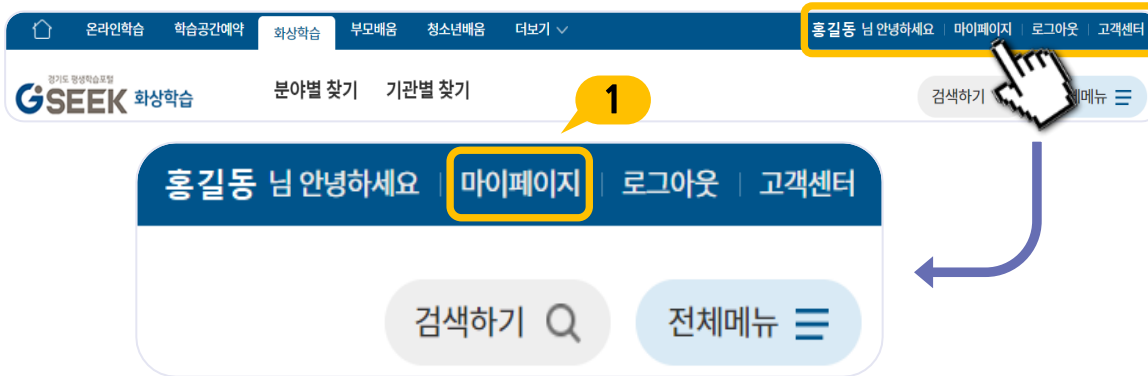 온라인학습 학습공간예약 화상학습 부모배움 청소년배움 더보기 홍길동 님 안녕하세요 마이페이지 로그아웃 고객센터
경기도 평생학습포털
GSEEK 화상학습 분야별 찾기 기관별 찾기 검색하기 메뉴
1
홍길동 님 안녕하세요 마이페이지 로그아웃 고객센터
검색하기 전체메뉴